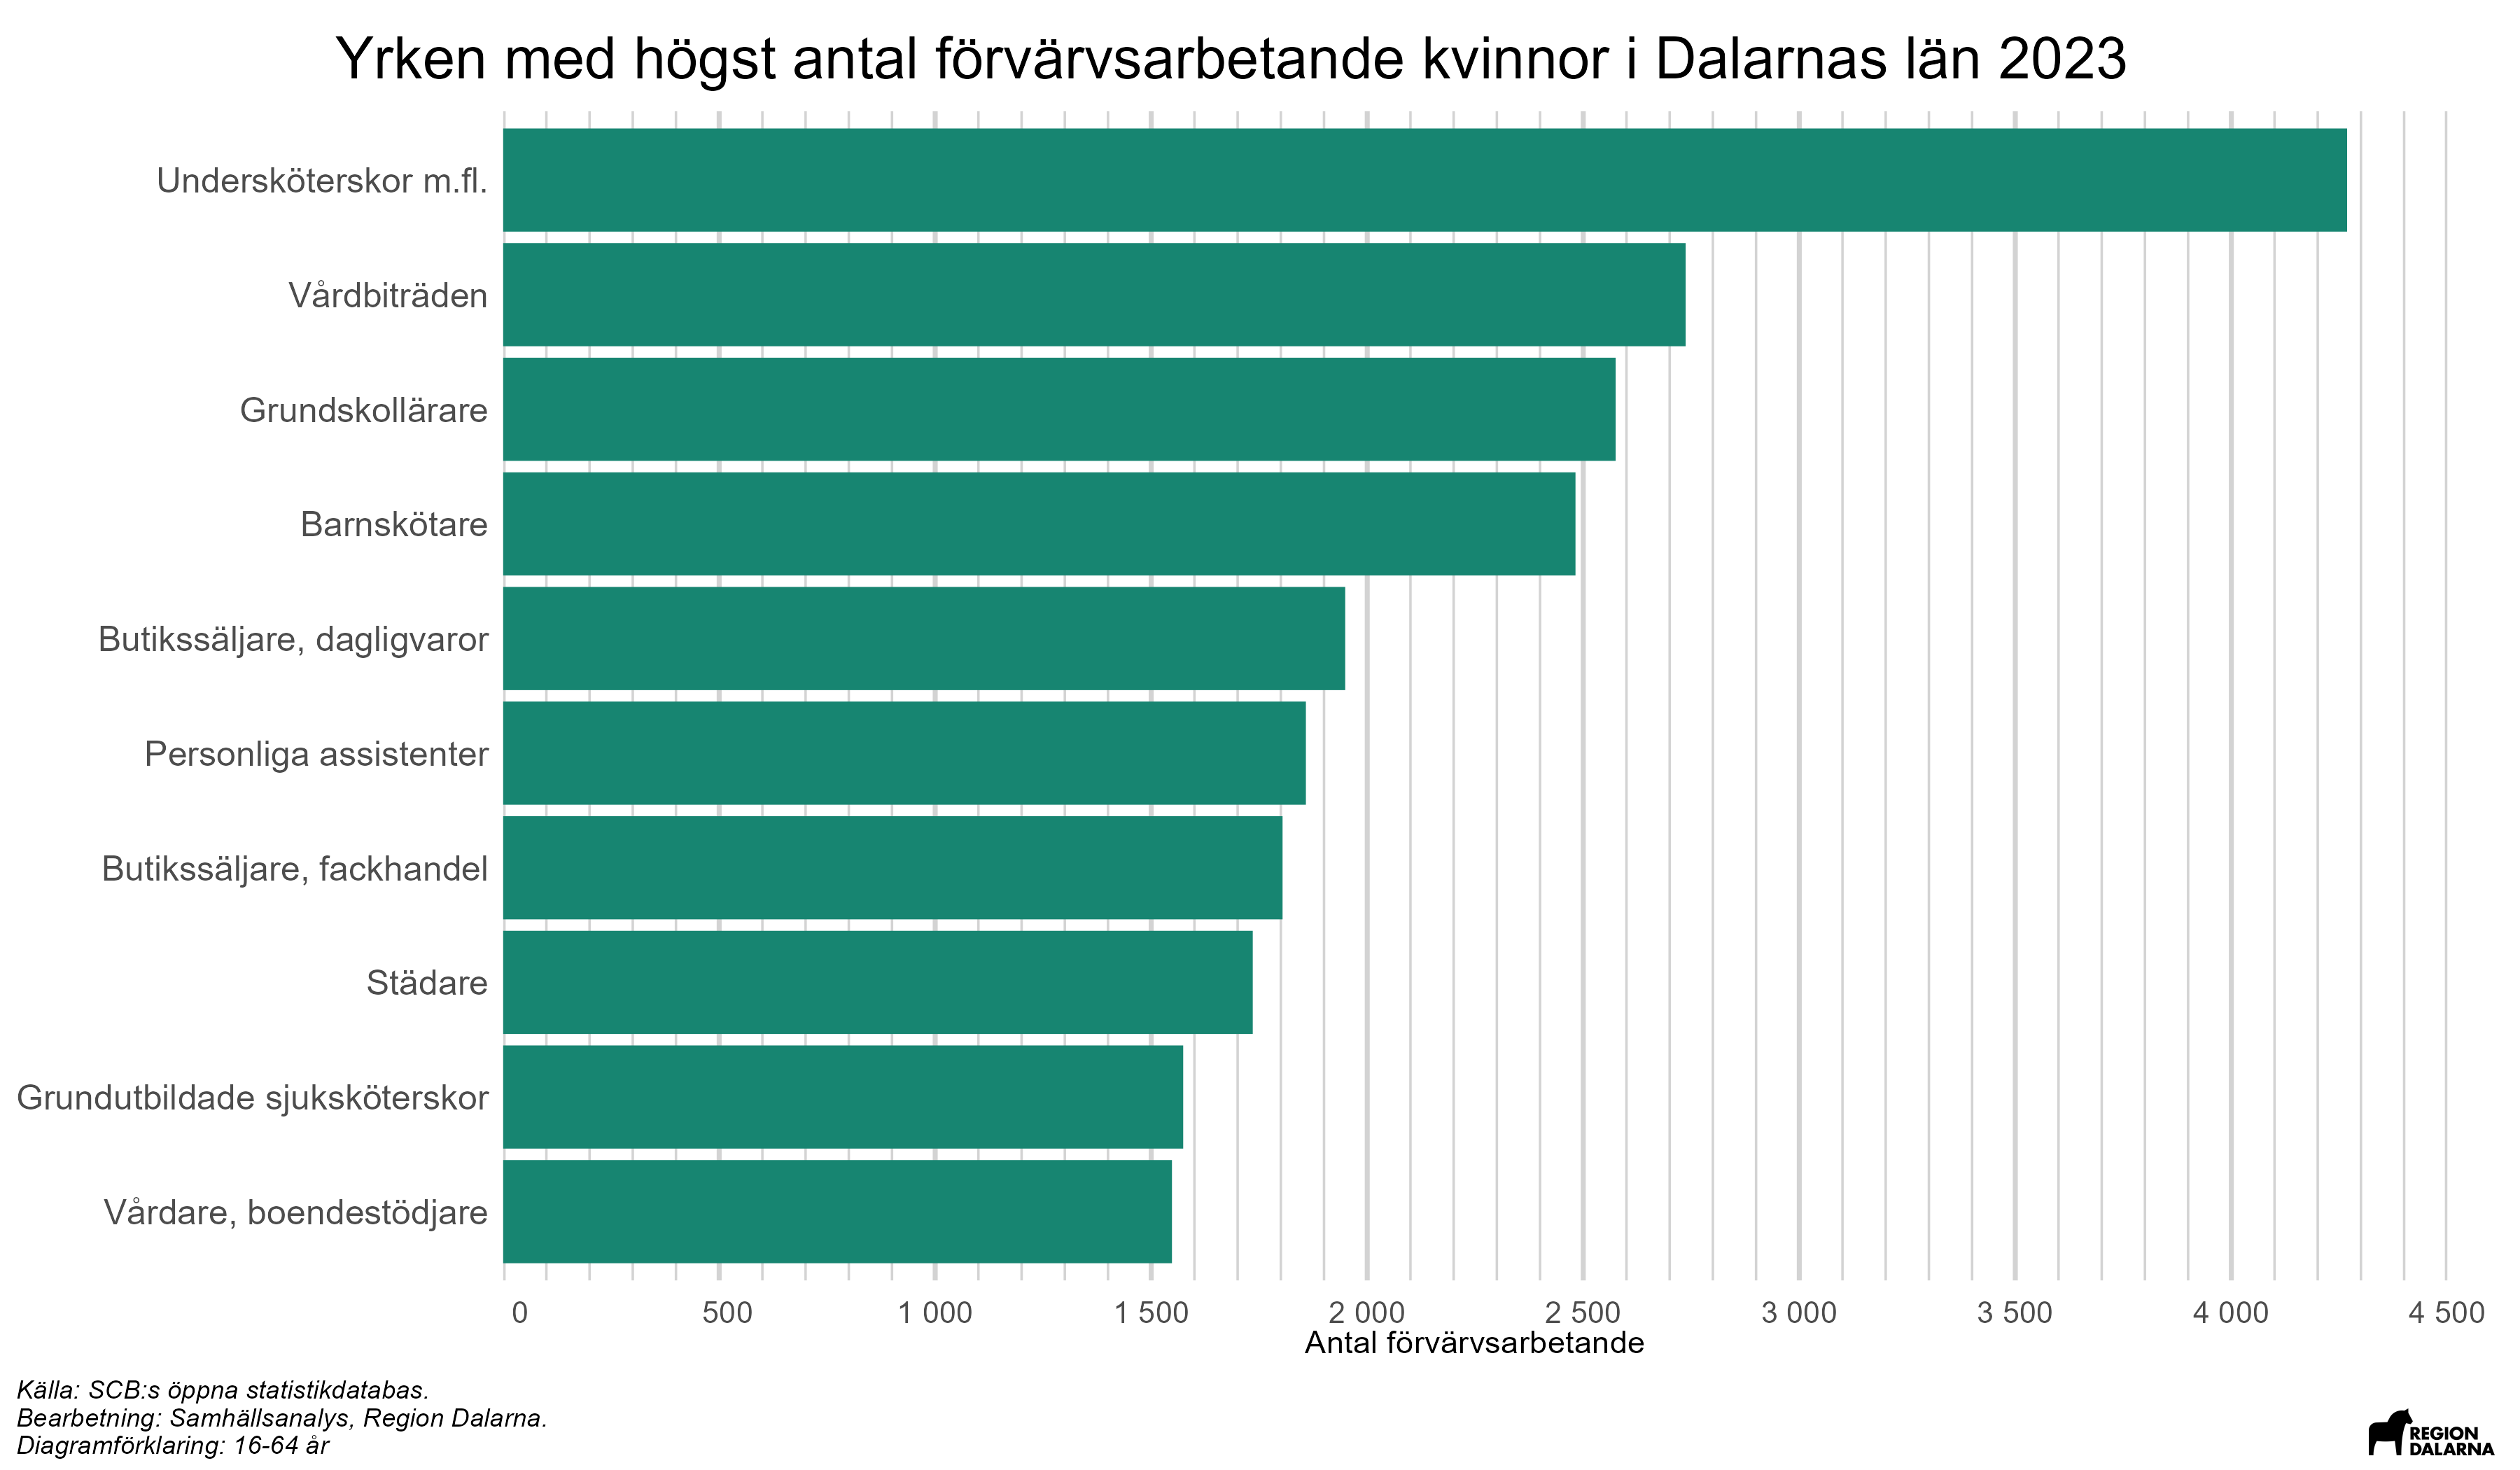 Yrken med högst antal förvärvsarbetande kvinnor i Dalarnas län 2023
Undersköterskor m.fl.
Vårdbiträden
Grundskollärare
Barnskötare
Butikssäljare, dagligvaror
Personliga assistenter
Butikssäljare, fackhandel
Städare
Grundutbildade sjuksköterskor
Vårdare, boendestödjare
0 500 1 000 1 500 2 000 2 500 3 000 3 500 4 000 4 500
Antal förvärvsarbetande
Källa: SCB:s öppna statistikdatabas.
Bearbetning: Samhällsanalys, Region Dalarna.
Diagramförklaring: 16-64 år
REGION
DALARNA